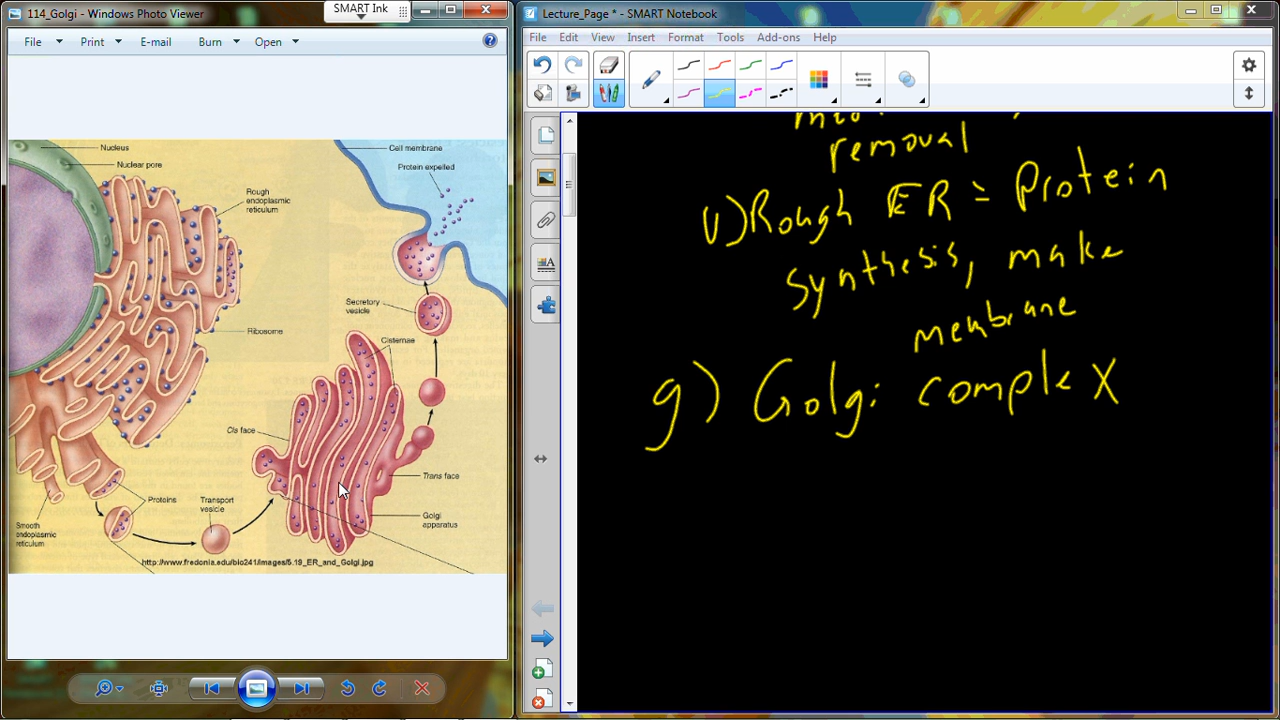 114_Golgi - Windows Photo Viewer
SMART Ink
File Print E-mail Burn Open
Nucleus
Nuclear pore
Rough
endoplasmic
reticulum
Ribosome
Cell membrane
Protein expelled
Secretory
vesicle
Cisternae
Cis face
Trans face
Golgi
apparatus
Proteins
Transport
vesicle
Smooth
endoplasmic
reticulum
http://www.fredonia.edu/bio241/images/5.19_ER_and_Golgi.jpg
Lecture_Page * - SMART Notebook
File Edit View Insert Format Tools Add-ons Help
removal
v) Rough ER = Protein
synthesis, make
membrane
g) Golgi complex